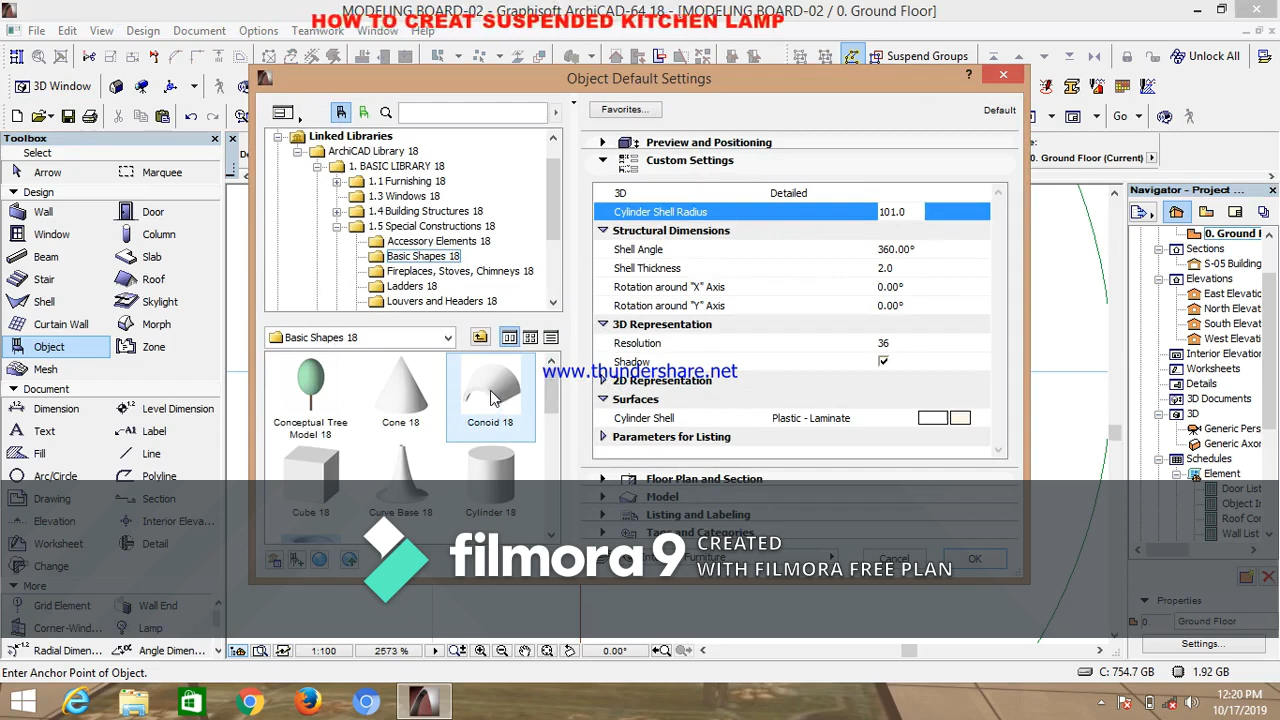 MODELING BOARD-02 - Graphisoft ArchiCAD-64 18 - [MODELING BOARD-02 / 0. Ground Floor]
HOW TO CREAT SUSPENDED KITCHEN LAMP
File Edit View Design Document Options Teamwork Window Help
Suspend Groups
Unlock All
3D Window
Go
Toolbox
Select
Arrow Marquee
Design
Wall Door
Window Column
Beam Slab
Stair Roof
Shell Skylight
Curtain Wall Morph
Object Zone
Mesh
Document
Dimension Level Dimension
Text Label
Fill Line
Arc/Circle Polyline
Drawing Section
Elevation Interior Eleva...
Worksheet Detail
Change
More
Grid Element Wall End
Corner-Wind... Lamp
Radial Dimen... Angle Dimen...
Object Default Settings
?
Linked Libraries
ArchiCAD Library 18
1. BASIC LIBRARY 18
1.1 Furnishing 18
1.3 Windows 18
1.4 Building Structures 18
1.5 Special Constructions 18
Accessory Elements 18
Basic Shapes 18
Fireplaces, Stoves, Chimneys 18
Ladders 18
Louvers and Headers 18
Basic Shapes 18
Conceptual Tree Model 18
Cone 18
Conoid 18
Cube 18
Curve Base 18
Cylinder 18
Favorites...
Default
Preview and Positioning
Custom Settings
3D Detailed
Cylinder Shell Radius 101.0
Structural Dimensions
Shell Angle 360.00°
Shell Thickness 2.0
Rotation around "X" Axis 0.00°
Rotation around "Y" Axis 0.00°
3D Representation
Resolution 36
Shadow
www.thundershare.net
2D Representation
Surfaces
Cylinder Shell Plastic - Laminate
Parameters for Listing
Floor Plan and Section
Model
Listing and Labeling
Tags and Categories
Furniture
Cancel
OK
filmora9
CREATED
WITH FILMORA FREE PLAN
0. Ground Floor (Current)
Navigator - Project ...
0. Ground F
Sections
S-05 Building
Elevations
East Elevatio
North Elevat
South Elevat
West Elevati
Interior Elevatio
Worksheets
Details
3D Documents
3D
Generic Pers
Generic Axon
Schedules
Element
Door List
Object In
Roof Cor
Wall List
Properties
0. Ground Floor
Settings...
1:100
2573 %
0.00°
Enter Anchor Point of Object.
C: 754.7 GB
1.92 GB
12:20 PM
10/17/2019